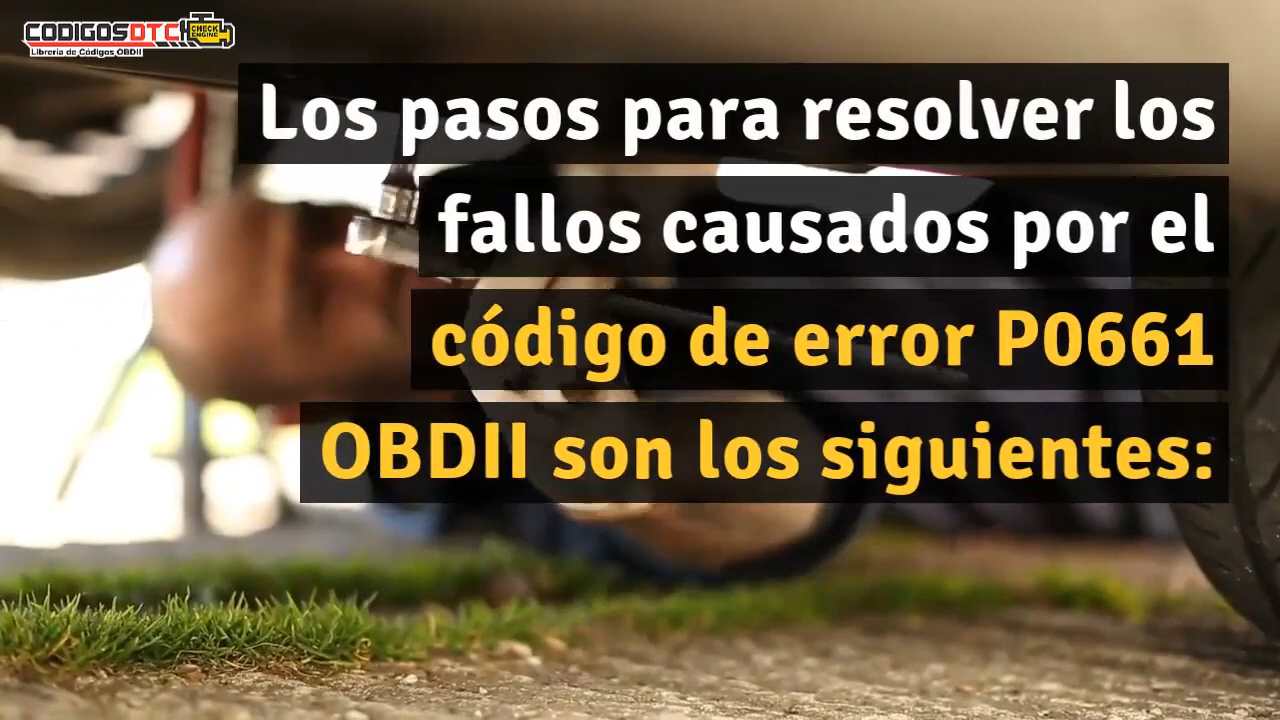 CODIGOSDTC
CHECK
ENGINE
Librería de Códigos OBDII
Los pasos para resolver los
fallos causados por el
código de error P0661
OBDII son los siguientes: